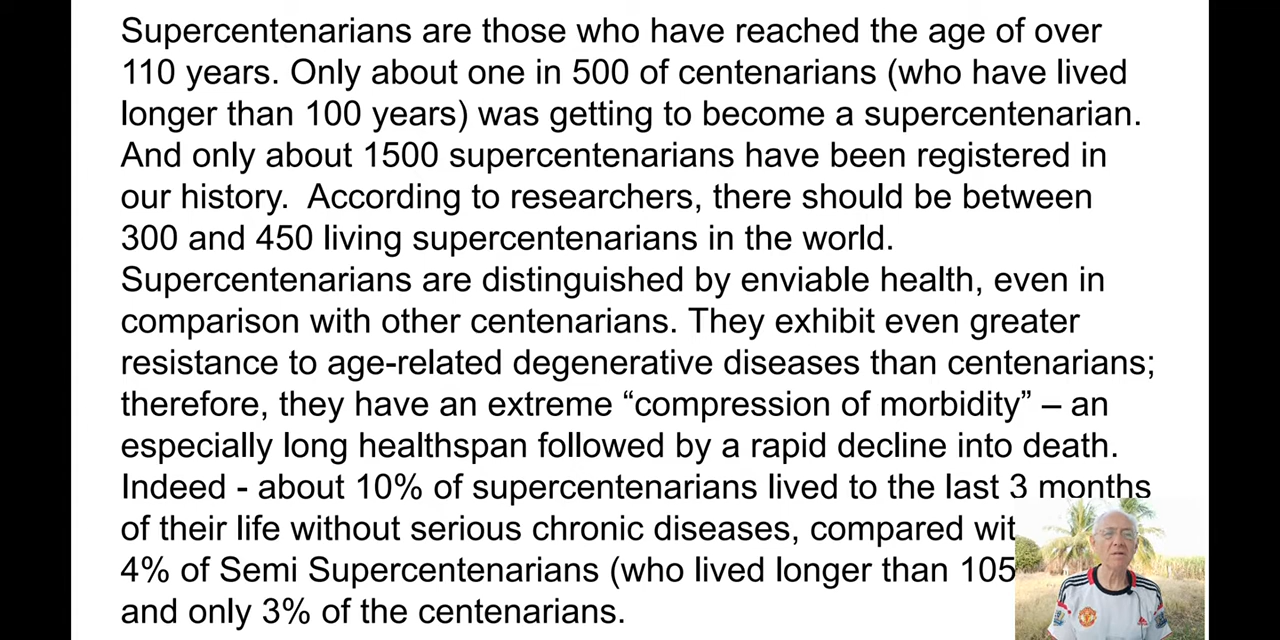 Supercentenarians are those who have reached the age of over
110 years. Only about one in 500 of centenarians (who have lived
longer than 100 years) was getting to become a supercentenarian.
And only about 1500 supercentenarians have been registered in
our history.  According to researchers, there should be between
300 and 450 living supercentenarians in the world.
Supercentenarians are distinguished by enviable health, even in
comparison with other centenarians. They exhibit even greater
resistance to age-related degenerative diseases than centenarians;
therefore, they have an extreme “compression of morbidity” – an
especially long healthspan followed by a rapid decline into death.
Indeed - about 10% of supercentenarians lived to the last 3 months
of their life without serious chronic diseases, compared
4% of Semi Supercentenarians (who lived longer than 105
and only 3% of the centenarians.